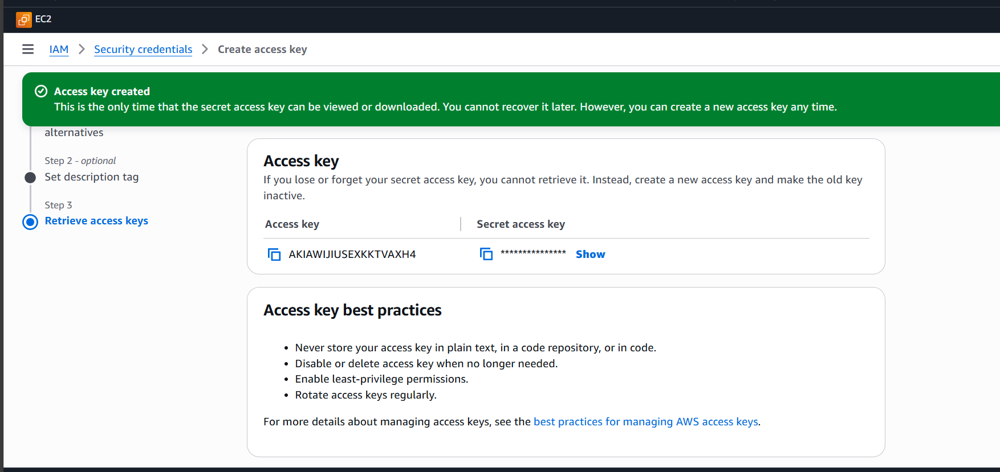 EC2
IAM > Security credentials > Create access key
Access key created
This is the only time that the secret access key can be viewed or downloaded. You cannot recover it later. However, you can create a new access key any time.
alternatives
Step 2 - optional
Set description tag
Step 3
Retrieve access keys
Access key
If you lose or forget your secret access key, you cannot retrieve it. Instead, create a new access key and make the old key
inactive.
Access key
Secret access key
AKIAWIJIUSEXKKTVAXH4
*************** Show
Access key best practices
• Never store your access key in plain text, in a code repository, or in code.
• Disable or delete access key when no longer needed.
• Enable least-privilege permissions.
• Rotate access keys regularly.
For more details about managing access keys, see the best practices for managing AWS access keys.